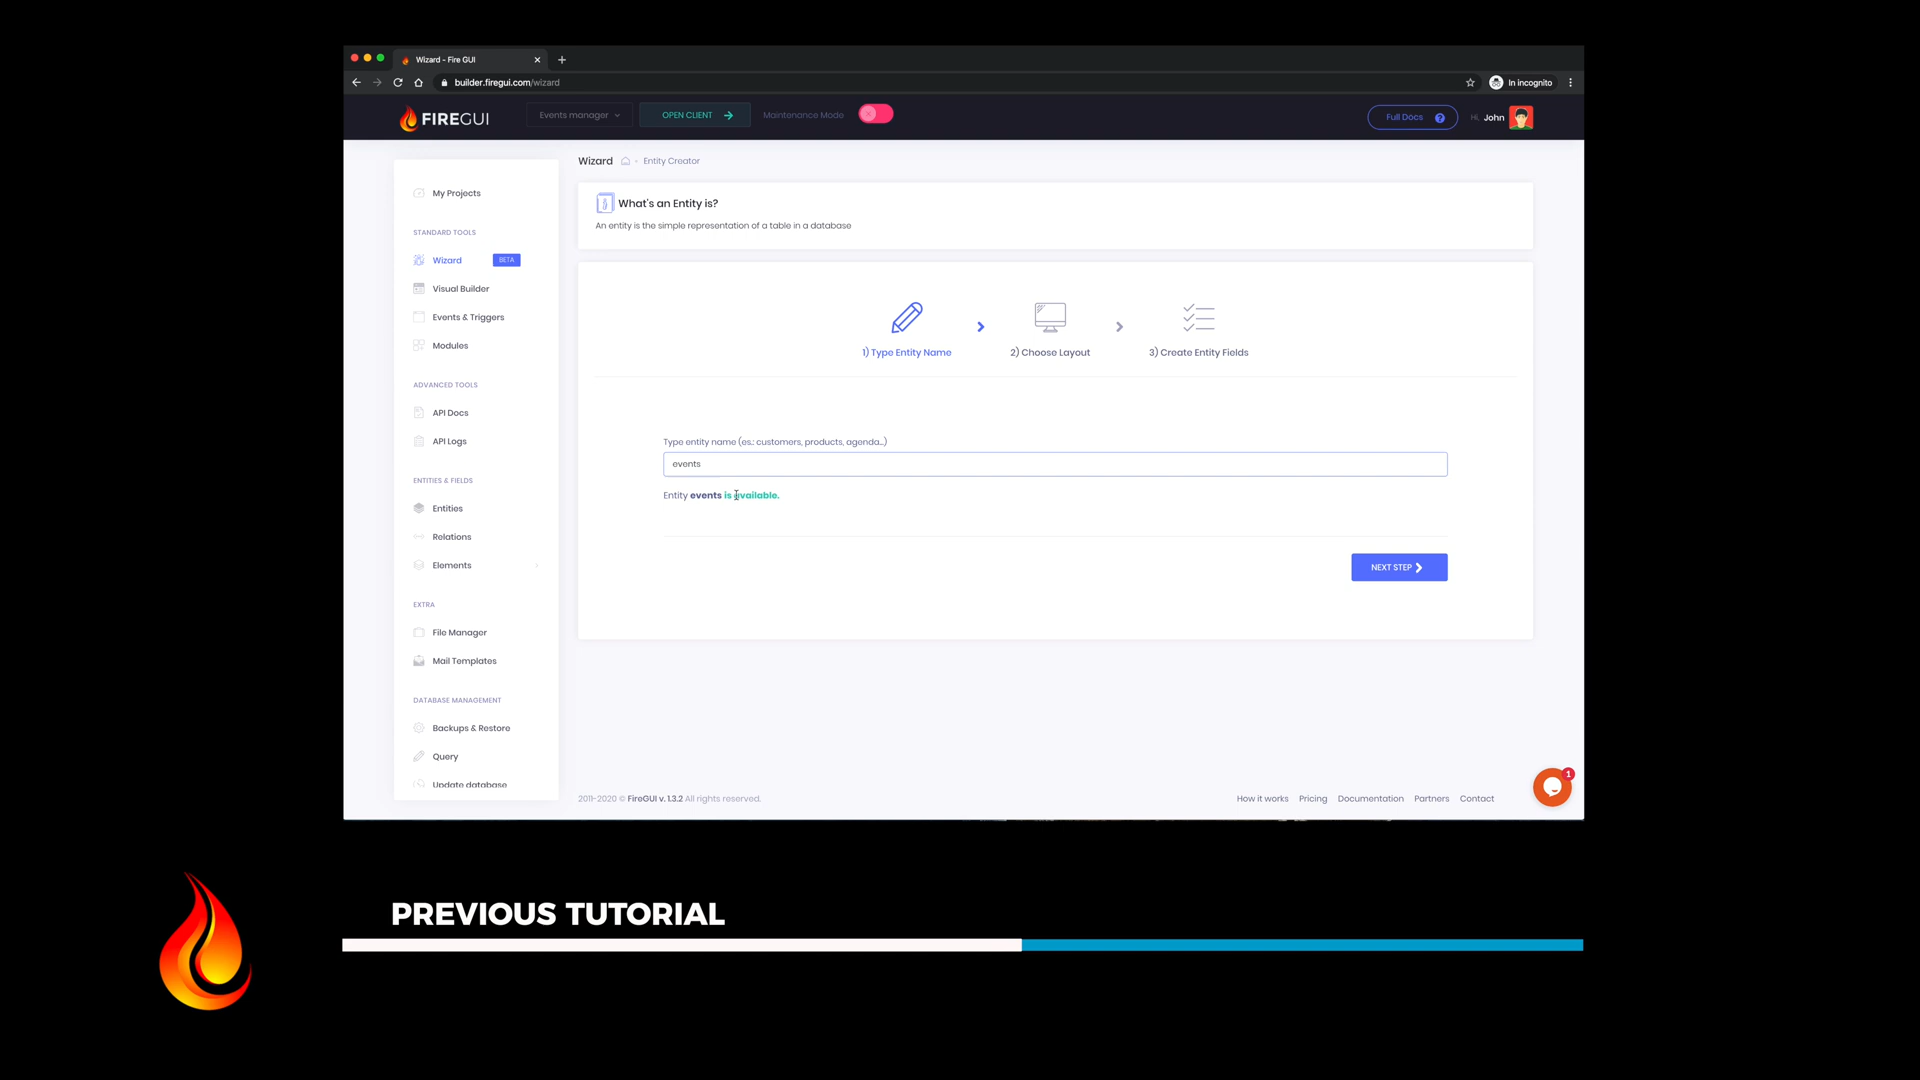 Wizard - Fire GUI
builder.firegui.com/wizard
In incognito
FIREGUI
Events manager
OPEN CLIENT
Maintenance Mode
Full Docs ?
Hi, John
My Projects
STANDARD TOOLS
Wizard BETA
Visual Builder
Events & Triggers
Modules
ADVANCED TOOLS
API Docs
API Logs
ENTITIES & FIELDS
Entities
Relations
Elements
EXTRA
File Manager
Mail Templates
DATABASE MANAGEMENT
Backups & Restore
Query
Update database
Wizard - Entity Creator
What's an Entity is?
An entity is the simple representation of a table in a database
1) Type Entity Name
2) Choose Layout
3) Create Entity Fields
Type entity name (es.: customers, products, agenda...)
events
Entity events is available.
NEXT STEP
2011-2020 © FireGUI v. 1.3.2 All rights reserved.
How it works Pricing Documentation Partners Contact
1
PREVIOUS TUTORIAL